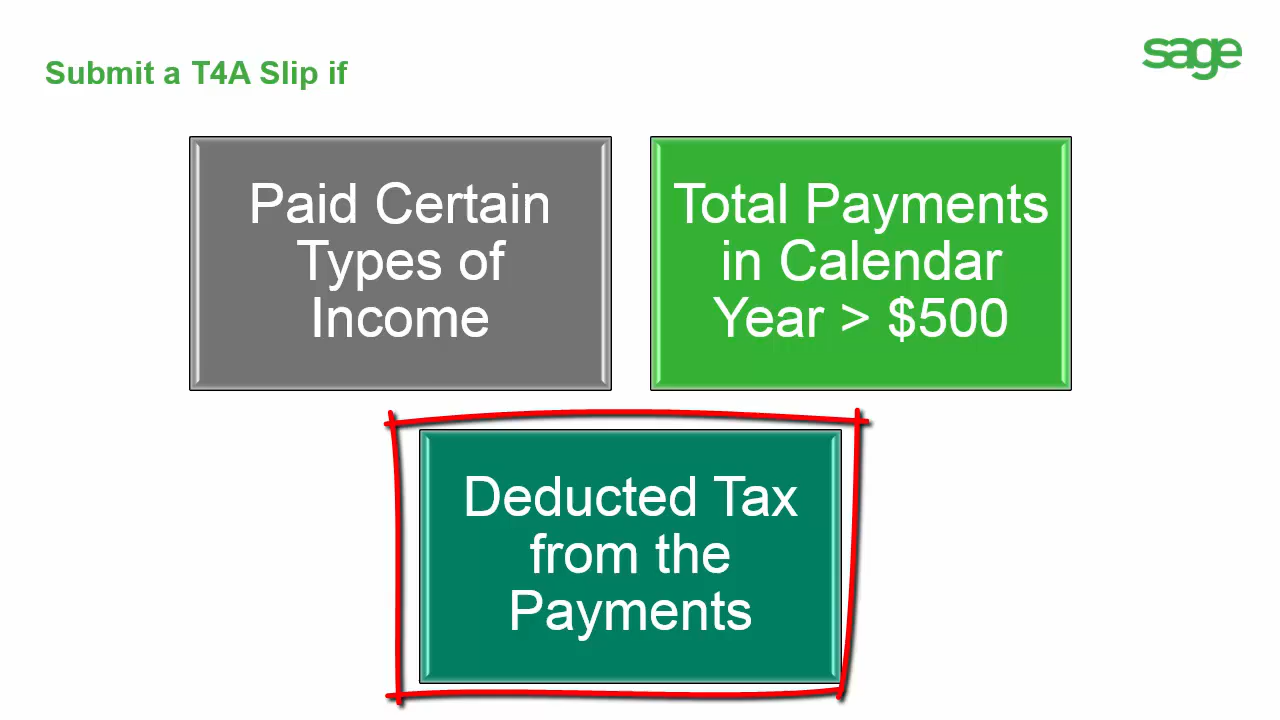 Submit a T4A Slip if
sage
Paid Certain
Types of
Income
Total Payments
in Calendar
Year > $500
Deducted Tax
from the
Payments